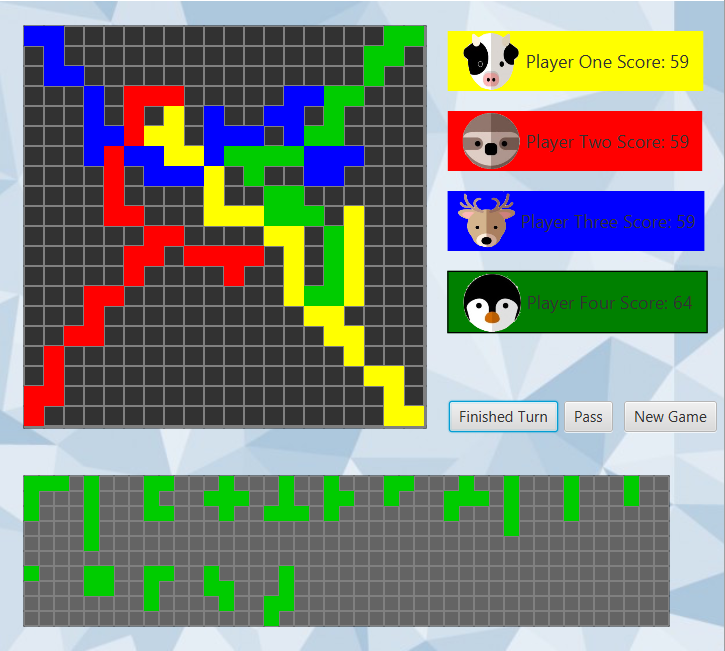 Player One Score: 59
Player Two Score: 59
Player Three Score: 59
Player Four Score: 64
Finished Turn
Pass
New Game